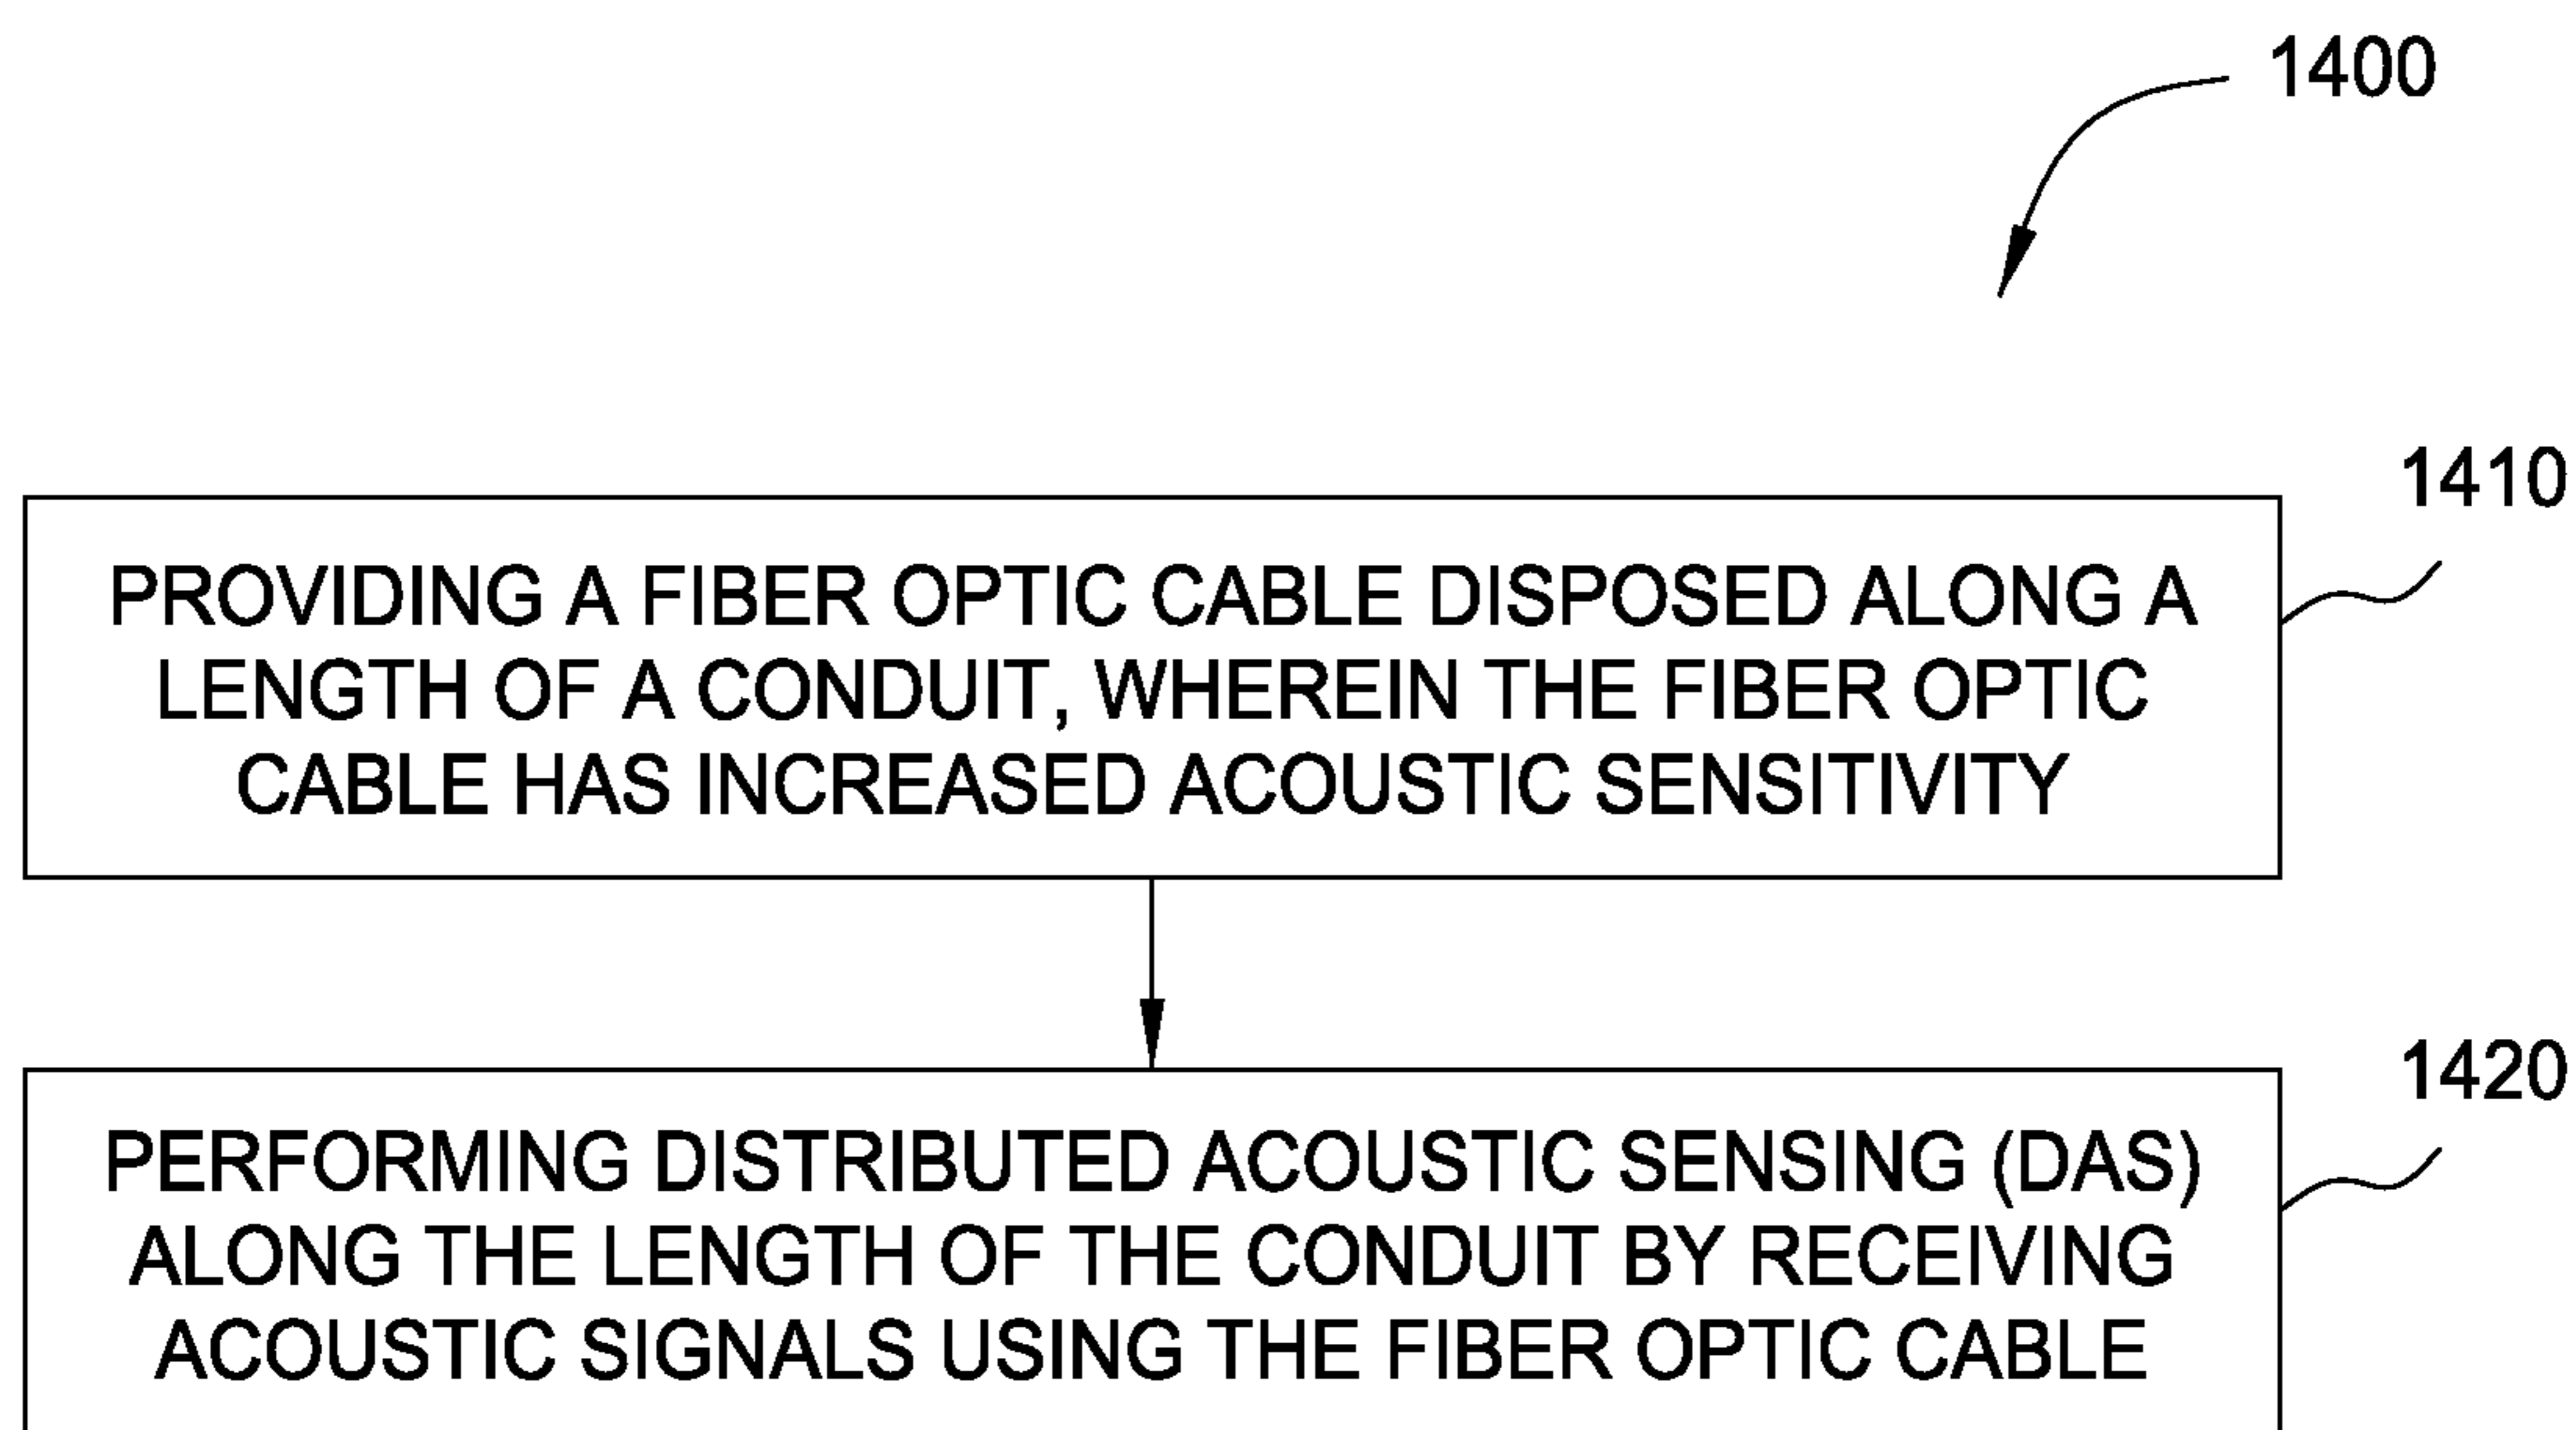 1400
1410
PROVIDING A FIBER OPTIC CABLE DISPOSED ALONG A
LENGTH OF A CONDUIT, WHEREIN THE FIBER OPTIC
CABLE HAS INCREASED ACOUSTIC SENSITIVITY
1420
PERFORMING DISTRIBUTED ACOUSTIC SENSING (DAS)
ALONG THE LENGTH OF THE CONDUIT BY RECEIVING
ACOUSTIC SIGNALS USING THE FIBER OPTIC CABLE